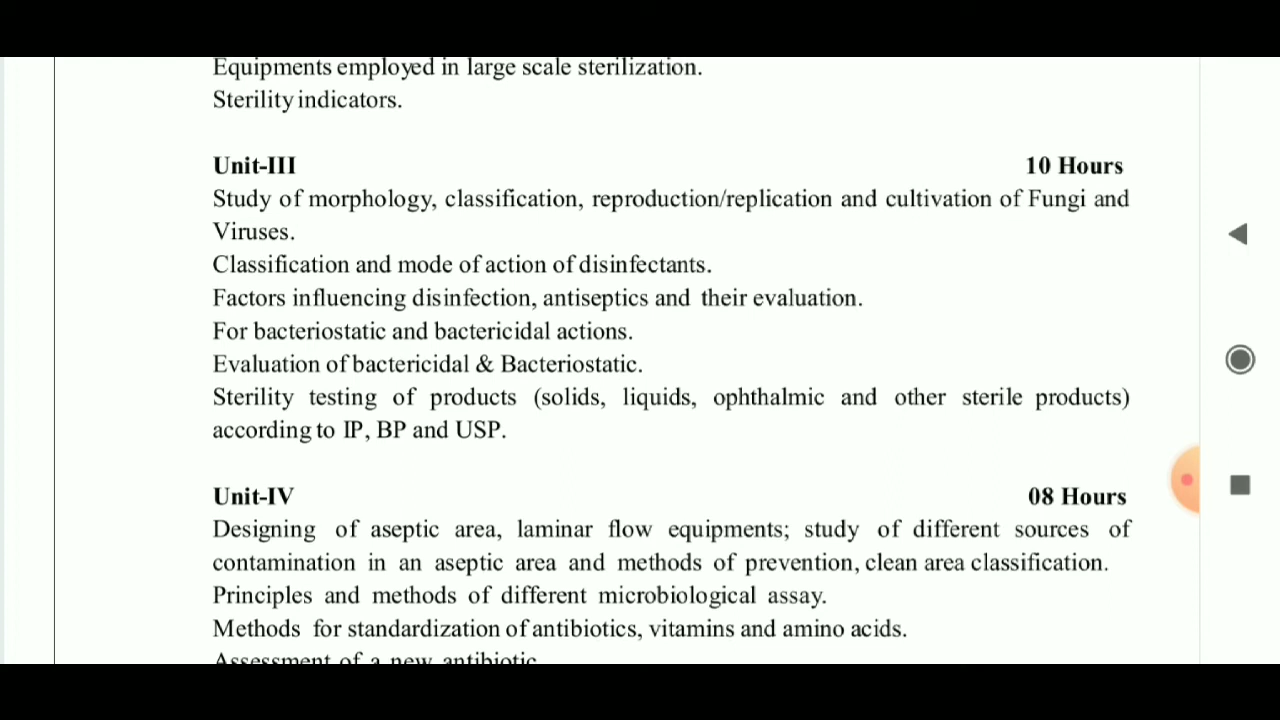 Equipments employed in large scale sterilization.
Sterility indicators.
Unit-III 10 Hours
Study of morphology, classification, reproduction/replication and cultivation of Fungi and
Viruses.
Classification and mode of action of disinfectants.
Factors influencing disinfection, antiseptics and their evaluation.
For bacteriostatic and bactericidal actions.
Evaluation of bactericidal & Bacteriostatic.
Sterility testing of products (solids, liquids, ophthalmic and other sterile products)
according to IP, BP and USP.
Unit-IV 08 Hours
Designing of aseptic area, laminar flow equipments; study of different sources of
contamination in an aseptic area and methods of prevention, clean area classification.
Principles and methods of different microbiological assay.
Methods for standardization of antibiotics, vitamins and amino acids.
Assessment of a new antibiotic